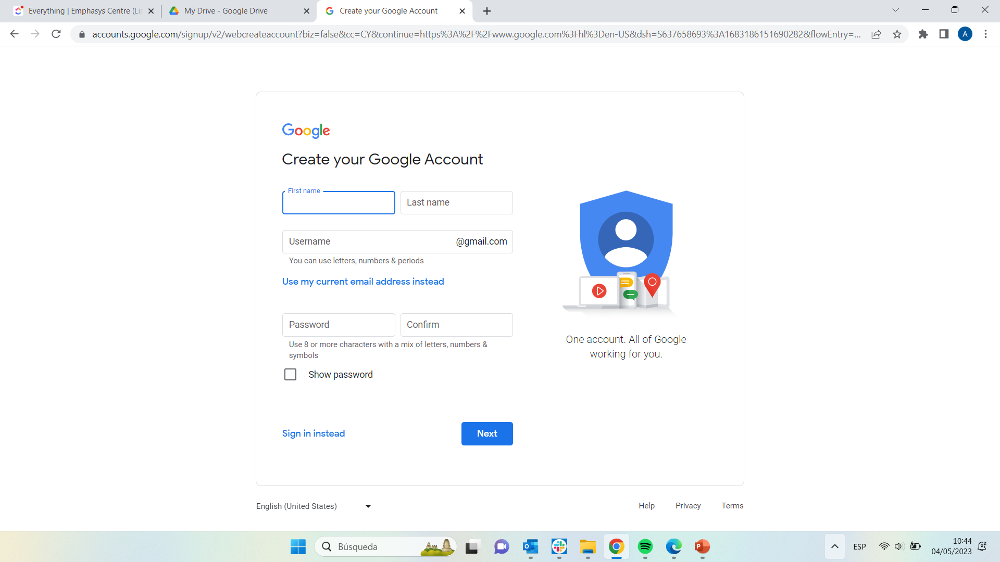 Everything | Emphasys Centre (Lis
My Drive - Google Drive
Create your Google Account
accounts.google.com/signup/v2/webcreateaccount?biz=false&cc=CY&continue=https%3A%2F%2Fwww.google.com%3Fhl%3Den-US&dsh=S637658693%3A1683186151690282&flowEntry=...
A
Google
Create your Google Account
First name
Last name
Username
@gmail.com
You can use letters, numbers & periods
Use my current email address instead
Password
Confirm
Use 8 or more characters with a mix of letters, numbers &
symbols
Show password
One account. All of Google
working for you.
Sign in instead
Next
English (United States)
Help
Privacy
Terms
Búsqueda
ESP
10:44
04/05/2023